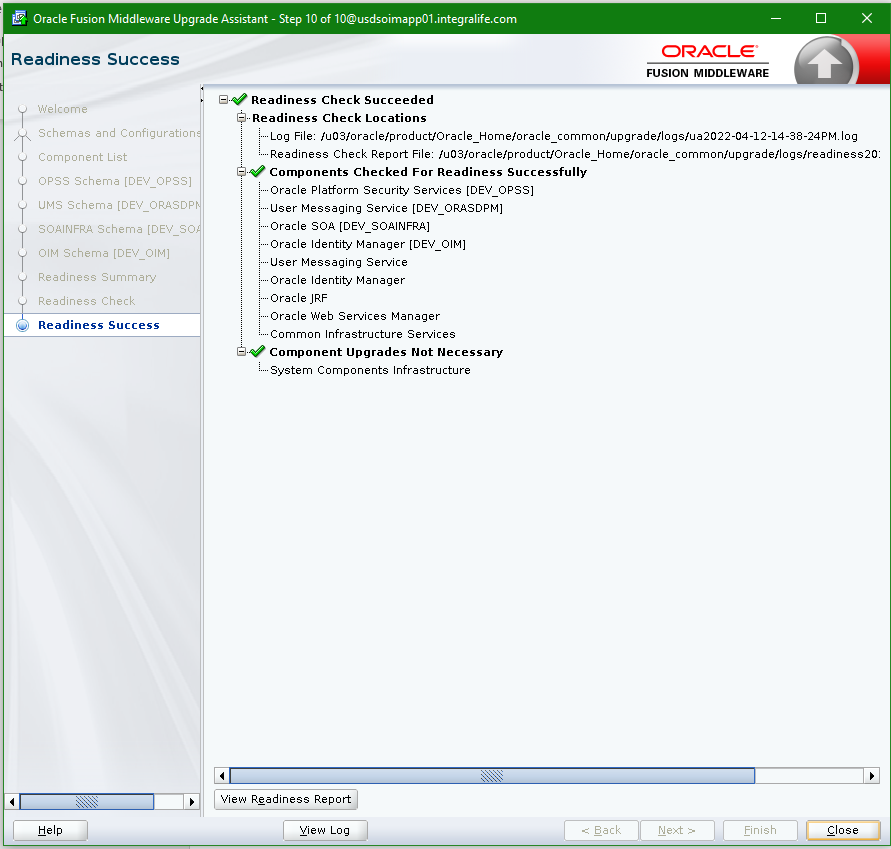 Oracle Fusion Middleware Upgrade Assistant - Step 10 of 10@usdsoimapp01.integralife.com
Readiness Success
ORACLE
FUSION MIDDLEWARE
Welcome
Schemas and Configurations
Component List
OPSS Schema [DEV_OPSS]
UMS Schema [DEV_ORASDPM
SOAINFRA Schema [DEV_SOA
OIM Schema [DEV_OIM]
Readiness Summary
Readiness Check
Readiness Success
Readiness Check Succeeded
Readiness Check Locations
Log File: /u03/oracle/product/Oracle_Home/oracle_common/upgrade/logs/ua2022-04-12-14-38-24PM.log
Readiness Check Report File: /u03/oracle/product/Oracle_Home/oracle_common/upgrade/logs/readiness20
Components Checked For Readiness Successfully
Oracle Platform Security Services [DEV_OPSS]
User Messaging Service [DEV_ORASDPM]
Oracle SOA [DEV_SOAINFRA]
Oracle Identity Manager [DEV_OIM]
User Messaging Service
Oracle Identity Manager
Oracle JRF
Oracle Web Services Manager
Common Infrastructure Services
Component Upgrades Not Necessary
System Components Infrastructure
View Readiness Report
Help
View Log
< Back
Next >
Finish
Close